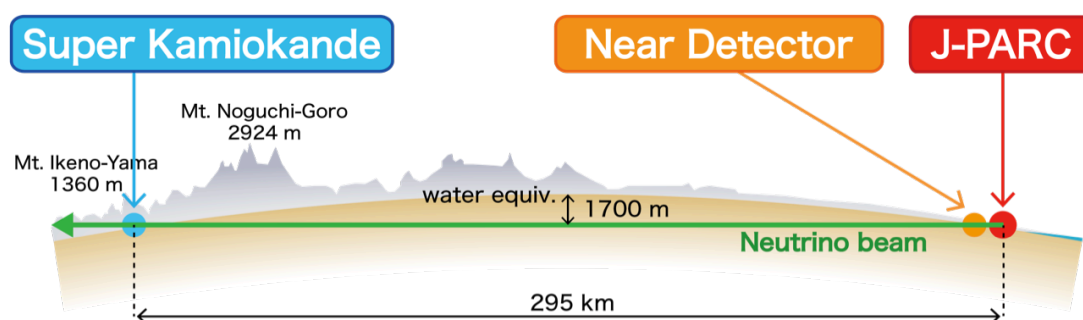 Super Kamiokande
Near Detector
J-PARC
Mt. Noguchi-Goro
2924 m
Mt. Ikeno-Yama
1360 m
water equiv.
1700 m
Neutrino beam
295 km